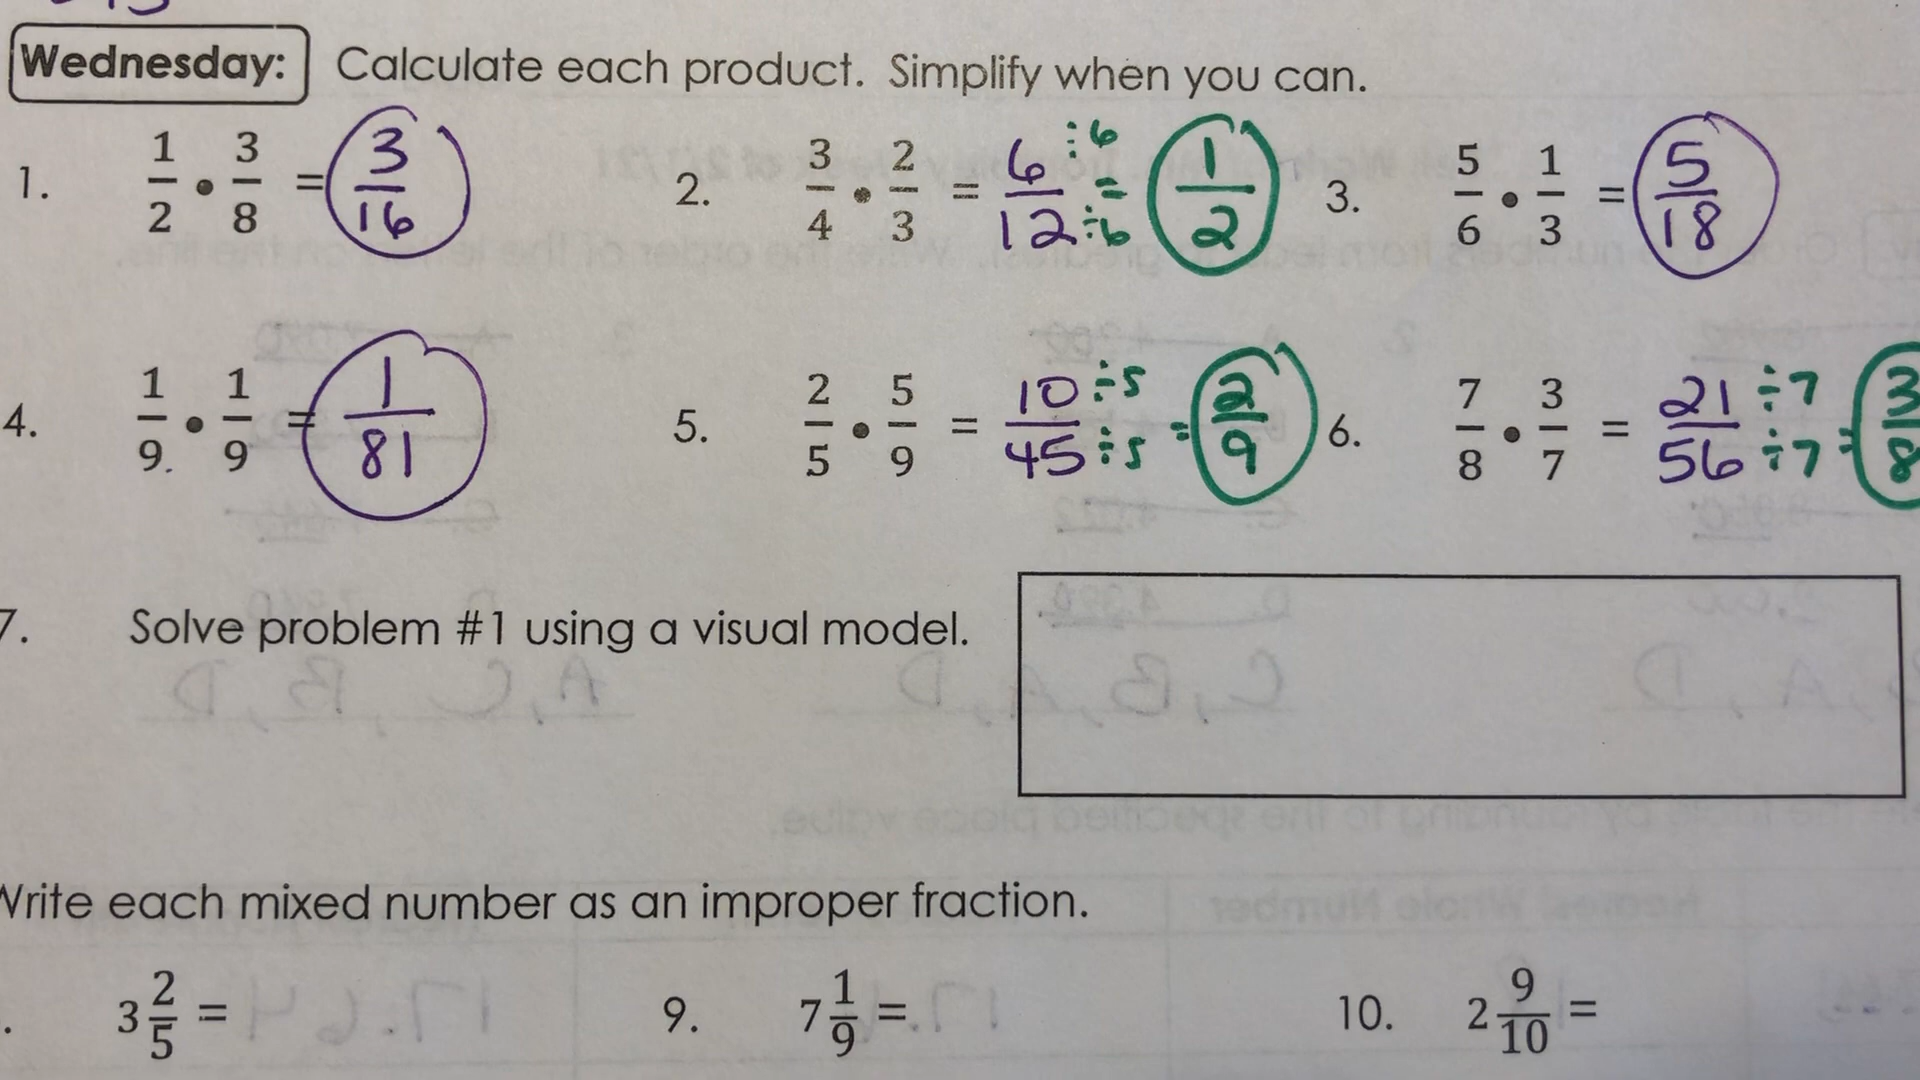 Wednesday: Calculate each product. Simplify when you can.
1. 1/2 • 3/8 = 3/16
2. 3/4 • 2/3 = 6/12 ÷6/÷6 = 1/2
3. 5/6 • 1/3 = 5/18
4. 1/9. • 1/9 = 1/81
5. 2/5 • 5/9 = 10/45 ÷5/÷5 = 2/9
6. 7/8 • 3/7 = 21/56 ÷7/÷7 = 3/8
7. Solve problem #1 using a visual model.
Write each mixed number as an improper fraction.
. 3 2/5 =
9. 7 1/9 =
10. 2 9/10 =